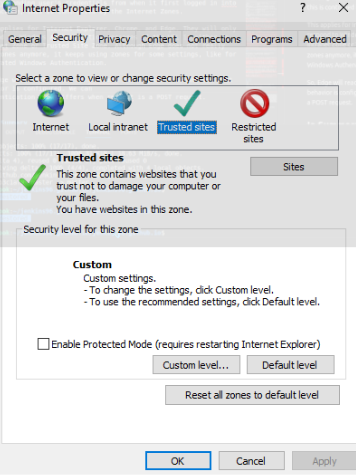 Internet Properties
?
General
Security
Privacy
Content
Connections
Programs
Advanced
Select a zone to view or change security settings.
Internet
Local intranet
Trusted sites
Restricted
sites
Trusted sites
Sites
This zone contains websites that you
trust not to damage your computer or
your files.
You have websites in this zone.
Security level for this zone
Custom
Custom settings.
- To change the settings, click Custom level.
- To use the recommended settings, click Default level.
Enable Protected Mode (requires restarting Internet Explorer)
Custom level...
Default level
Reset all zones to default level
OK
Cancel
Apply